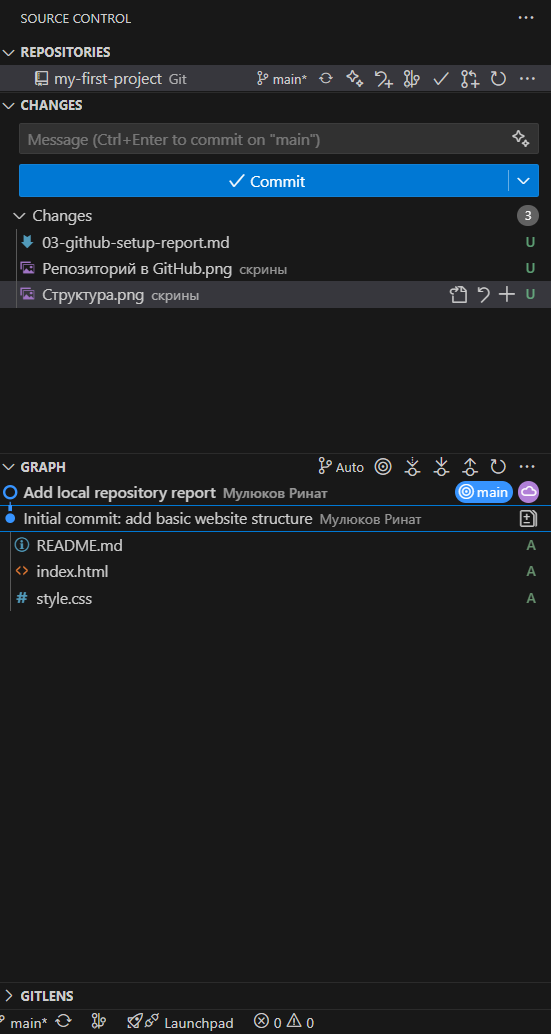 SOURCE CONTROL
REPOSITORIES
my-first-project Git main*
CHANGES
Message (Ctrl+Enter to commit on "main")
Commit
Changes 3
03-github-setup-report.md U
Репозиторий в GitHub.png скрины U
Структура.png скрины U
GRAPH Auto
Add local repository report Мулюков Ринат main
Initial commit: add basic website structure Мулюков Ринат
README.md A
index.html A
style.css A
GITLENS
main* Launchpad 0 0